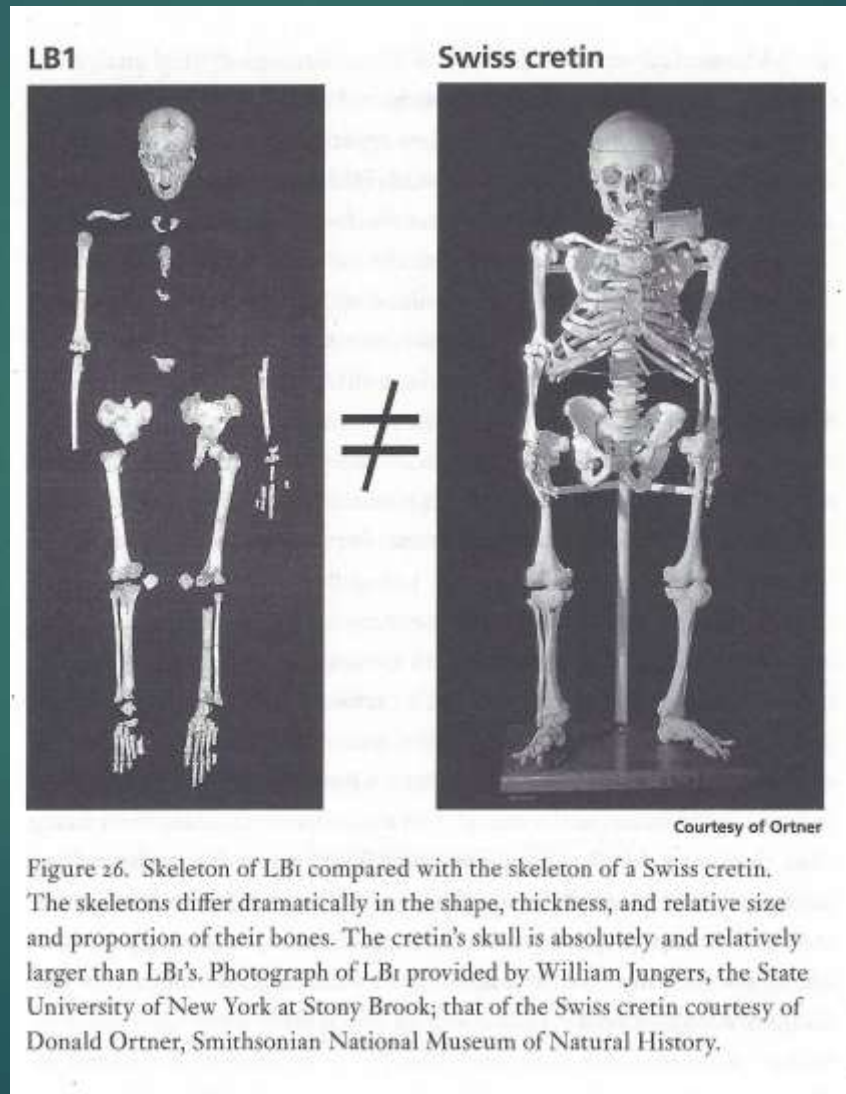 LB1
Swiss cretin
≠
Courtesy of Ortner
Figure 26. Skeleton of LB1 compared with the skeleton of a Swiss cretin.
The skeletons differ dramatically in the shape, thickness, and relative size
and proportion of their bones. The cretin's skull is absolutely and relatively
larger than LB1's. Photograph of LB1 provided by William Jungers, the State
University of New York at Stony Brook; that of the Swiss cretin courtesy of
Donald Ortner, Smithsonian National Museum of Natural History.